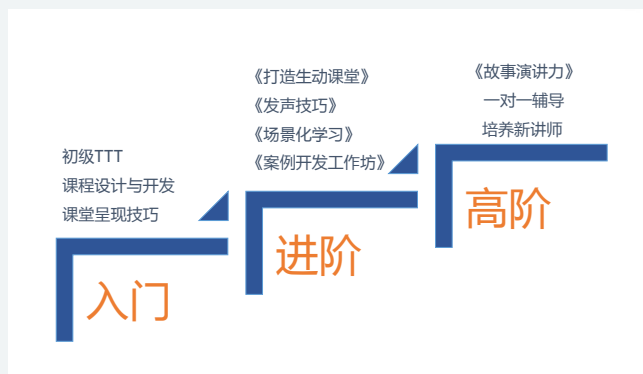 初级TTT
课程设计与开发
课堂呈现技巧
入门
《打造生动课堂》
《发声技巧》
《场景化学习》
《案例开发工作坊》
进阶
《故事演讲力》
一对一辅导
培养新讲师
高阶